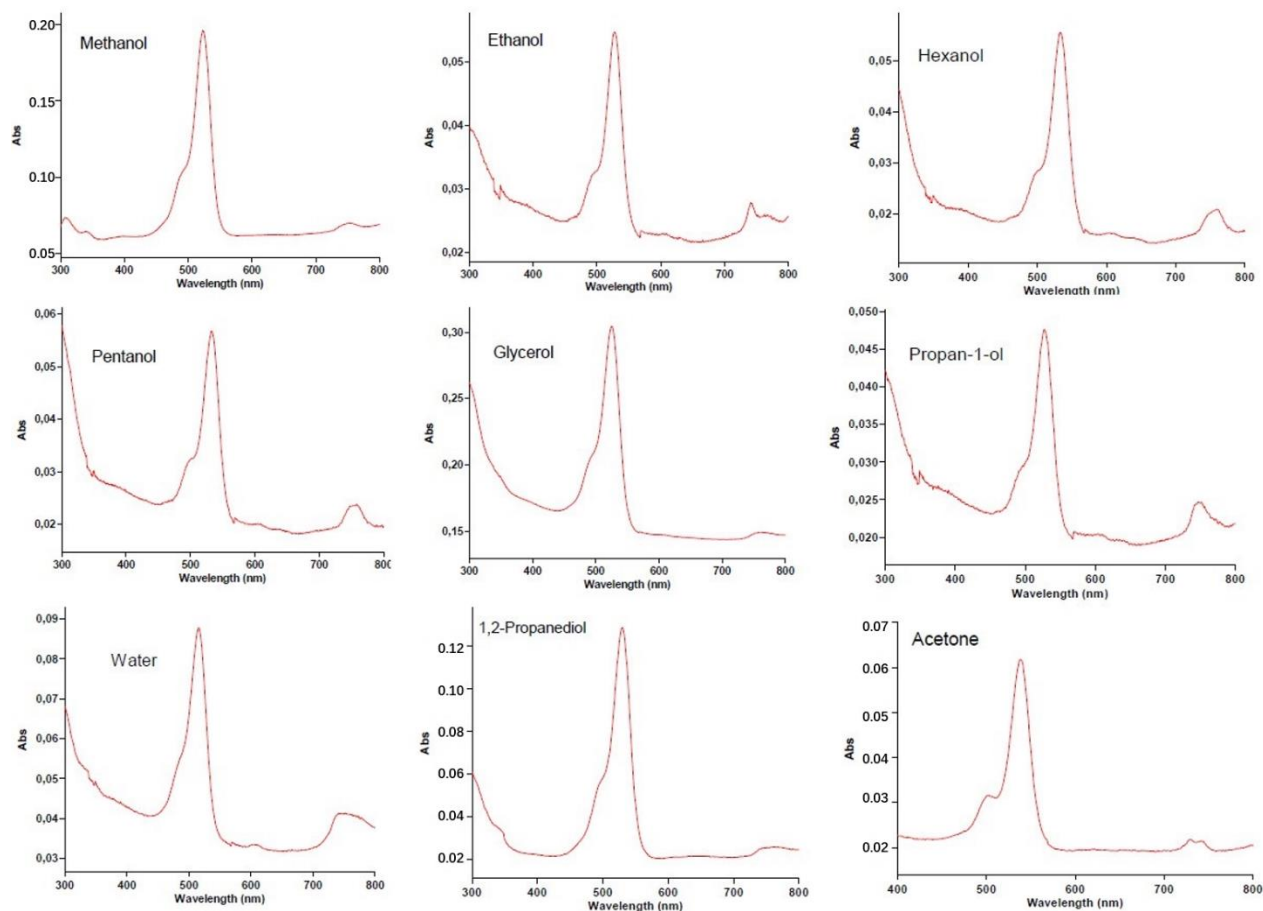 Methanol
Abs
0.20
0.15
0.10
0.05
300 400 500 600 700 800
Wavelength (nm)
Ethanol
Abs
0,05
0,04
0,03
0,02
300 400 500 600 700 800
Wavelength (nm)
Hexanol
Abs
0,05
0,04
0,03
0,02
300 400 500 600 700 800
Wavelength (nm)
Pentanol
Abs
0,06
0,05
0,04
0,03
0,02
300 400 500 600 700 800
Wavelength (nm)
Glycerol
Abs
0,30
0,25
0,20
0,15
300 400 500 600 700 800
Wavelength (nm)
Propan-1-ol
Abs
0,050
0,045
0,040
0,035
0,030
0,025
0,020
300 400 500 600 700 800
Wavelength (nm)
Water
Abs
0,09
0,08
0,07
0,06
0,05
0,04
0,03
300 400 500 600 700 800
Wavelength (nm)
1,2-Propanediol
Abs
0.12
0.10
0.08
0.06
0.04
0.02
300 400 500 600 700 800
Wavelength (nm)
Acetone
Abs
0.07
0.06
0.05
0.04
0.03
0.02
400 500 600 700 800
Wavelength (nm)